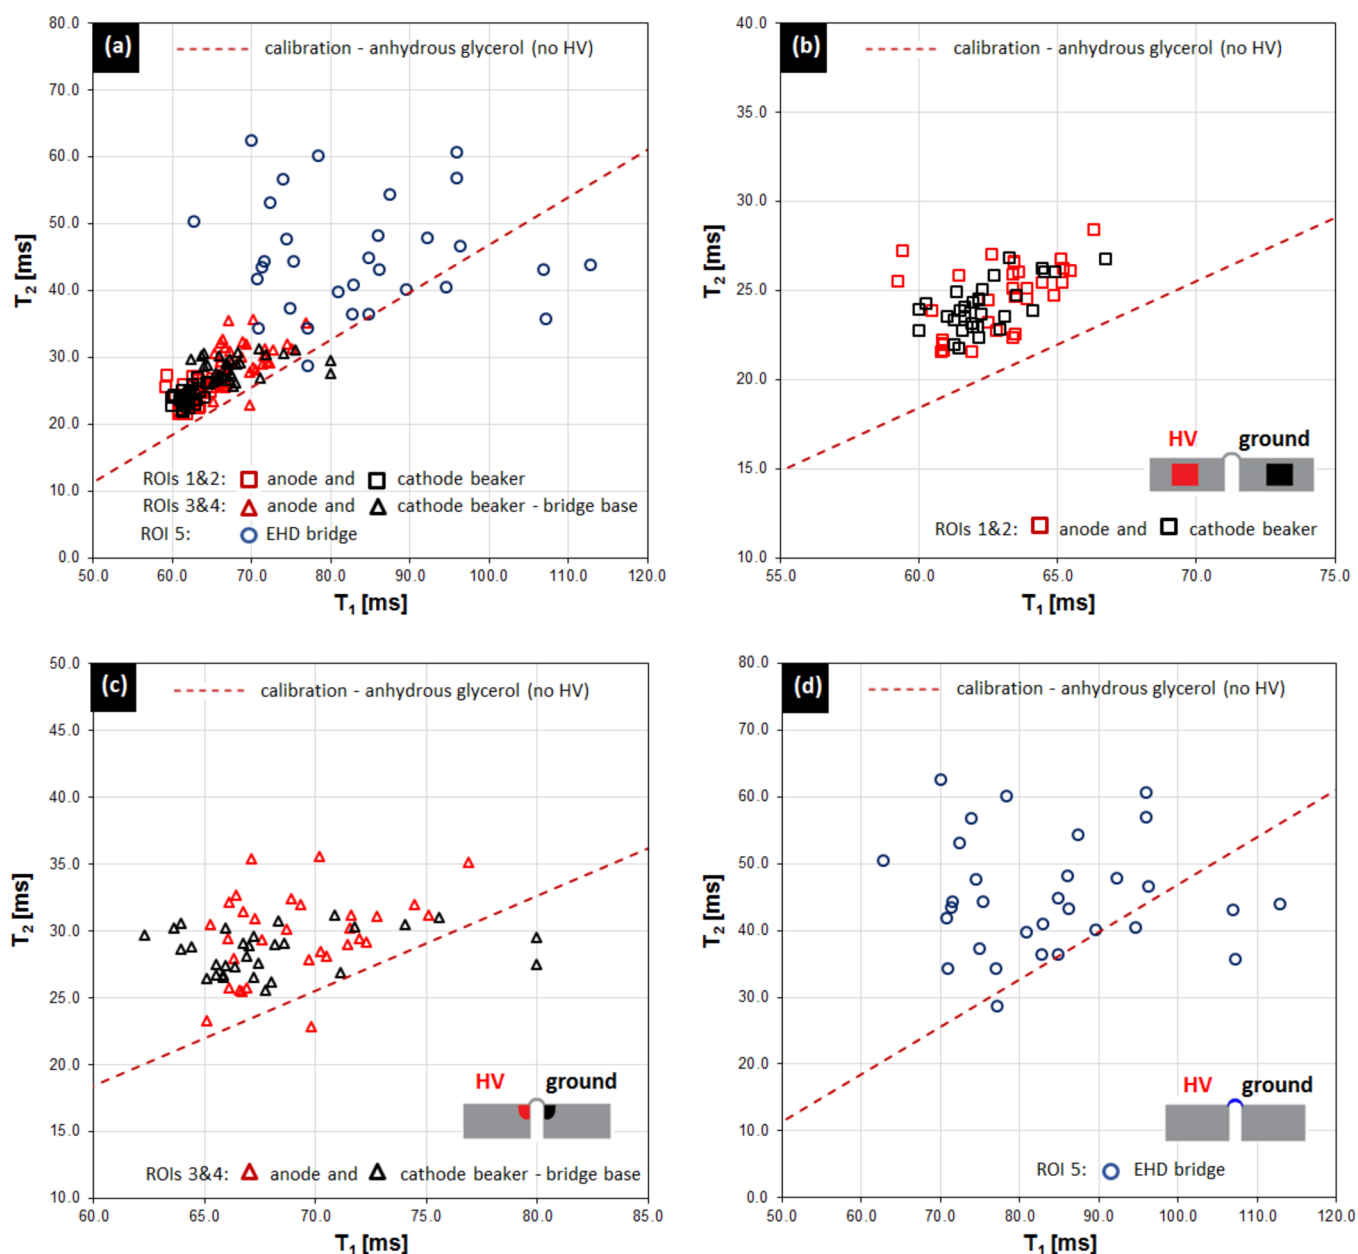 (a)
calibration - anhydrous glycerol (no HV)
80.0
70.0
60.0
50.0
40.0
30.0
20.0
10.0
0.0
T2 [ms]
ROIs 1&2: anode and cathode beaker
ROIs 3&4: anode and cathode beaker - bridge base
ROI 5: EHD bridge
50.0 60.0 70.0 80.0 90.0 100.0 110.0 120.0
T1 [ms]
(b)
calibration - anhydrous glycerol (no HV)
40.0
35.0
30.0
25.0
20.0
15.0
10.0
T2 [ms]
HV ground
ROIs 1&2: anode and cathode beaker
55.0 60.0 65.0 70.0 75.0
T1 [ms]
(c)
calibration - anhydrous glycerol (no HV)
50.0
45.0
40.0
35.0
30.0
25.0
20.0
15.0
10.0
T2 [ms]
HV ground
ROIs 3&4: anode and cathode beaker - bridge base
60.0 65.0 70.0 75.0 80.0 85.0
T1 [ms]
(d)
calibration - anhydrous glycerol (no HV)
80.0
70.0
60.0
50.0
40.0
30.0
20.0
10.0
0.0
T2 [ms]
HV ground
ROI 5: EHD bridge
50.0 60.0 70.0 80.0 90.0 100.0 110.0 120.0
T1 [ms]